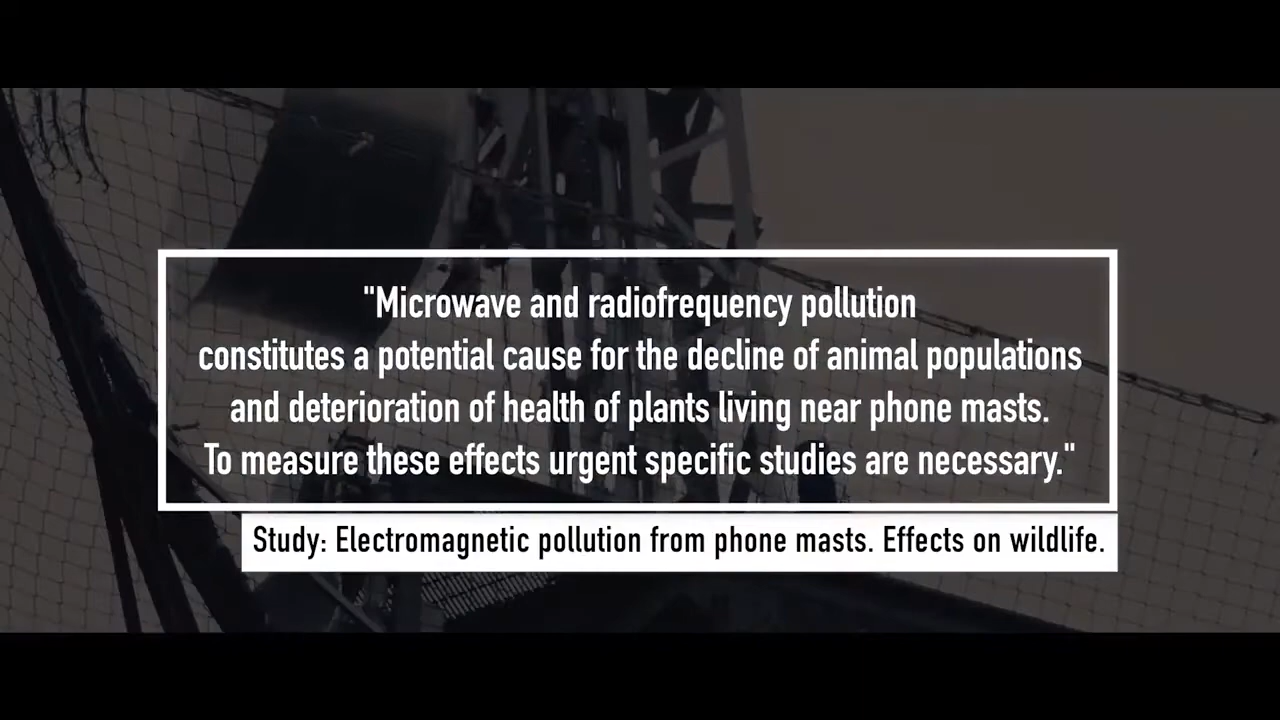 "Microwave and radiofrequency pollution
constitutes a potential cause for the decline of animal populations
and deterioration of health of plants living near phone masts.
To measure these effects urgent specific studies are necessary."
Study: Electromagnetic pollution from phone masts. Effects on wildlife.